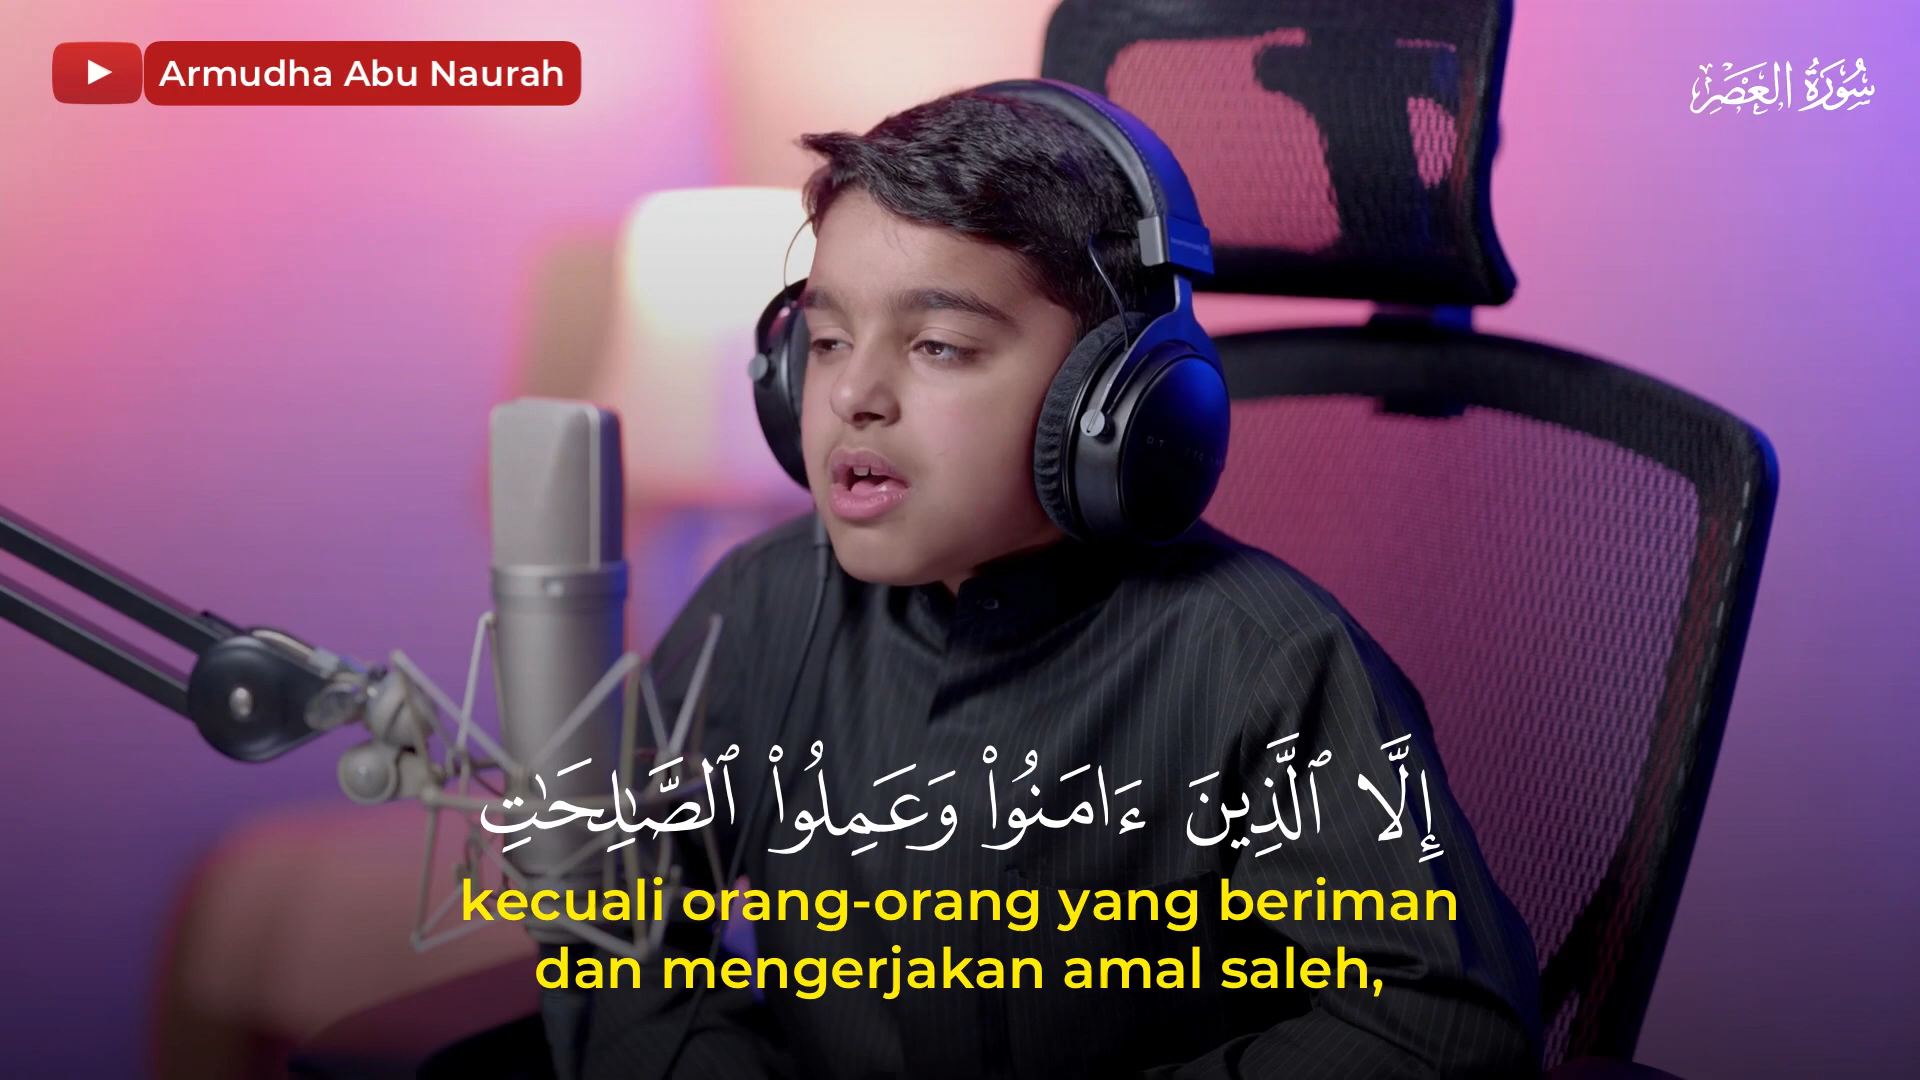 Armudha Abu Naurah
سُورَةُ العَصْرِ
إِلَّا ٱلَّذِينَ ءَامَنُوا۟ وَعَمِلُوا۟ ٱلصَّـٰلِحَـٰتِ
kecuali orang-orang yang beriman
dan mengerjakan amal saleh,